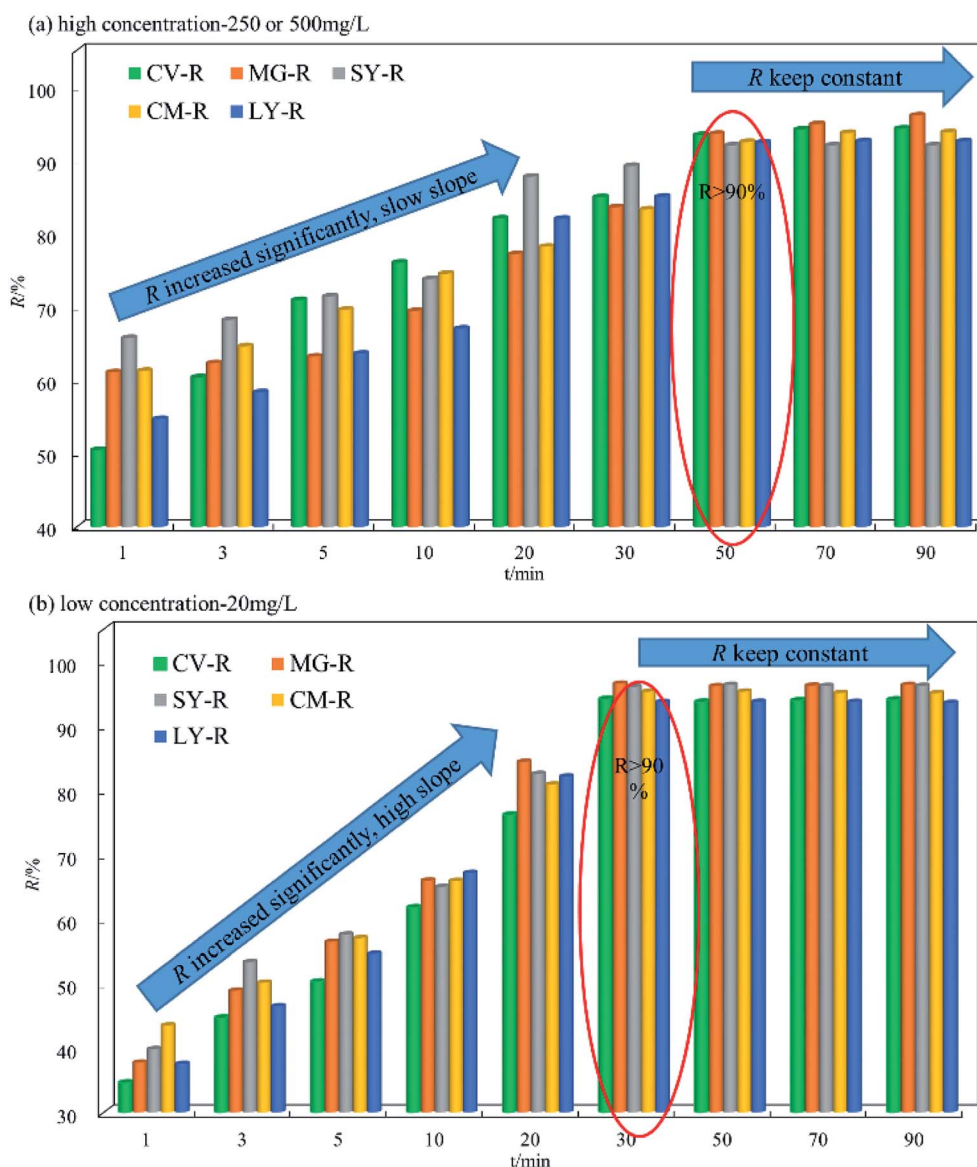 (a) high concentration-250 or 500mg/L
CV-R MG-R SY-R
CM-R LY-R
R keep constant
R increased significantly, slow slope
R>90%
100
90
80
70
60
50
40
R/%
1 3 5 10 20 30 50 70 90
t/min
(b) low concentration-20mg/L
CV-R MG-R
SY-R CM-R
LY-R
R keep constant
R increased significantly, high slope
R>90
%
100
90
80
70
60
50
40
30
R/%
1 3 5 10 20 30 50 70 90
t/min